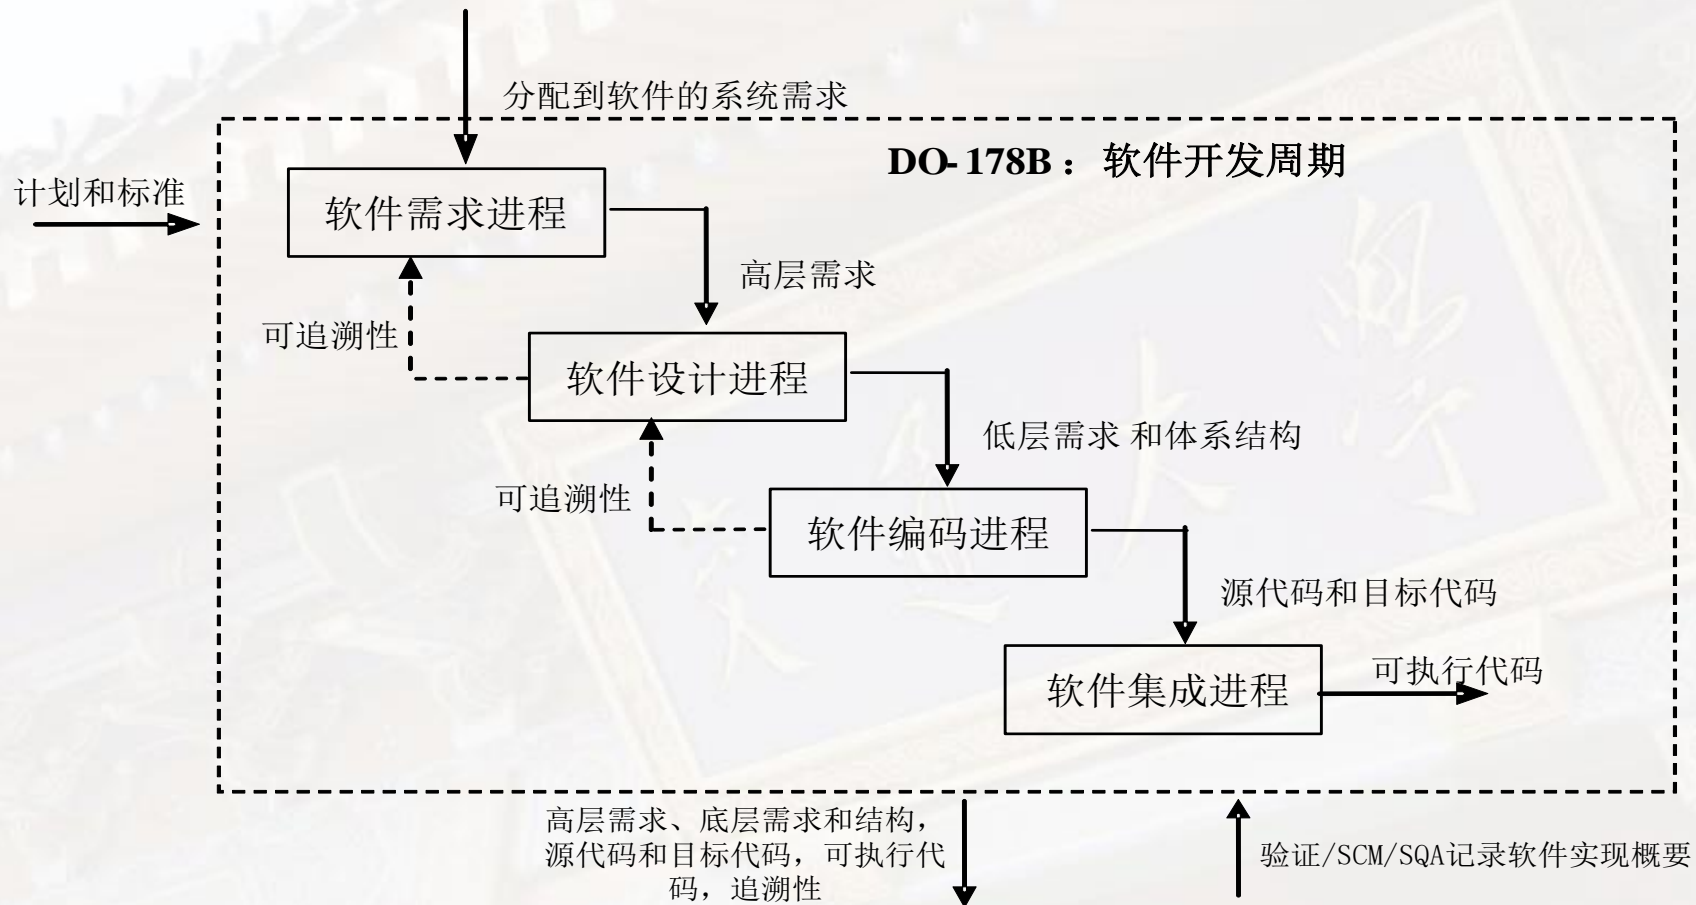 分配到软件的系统需求
DO-178B：软件开发周期
计划和标准
软件需求进程
高层需求
可追溯性
软件设计进程
低层需求 和体系结构
可追溯性
软件编码进程
源代码和目标代码
软件集成进程
可执行代码
高层需求、底层需求和结构，
源代码和目标代码，可执行代
码，追溯性
验证/SCM/SQA记录软件实现概要